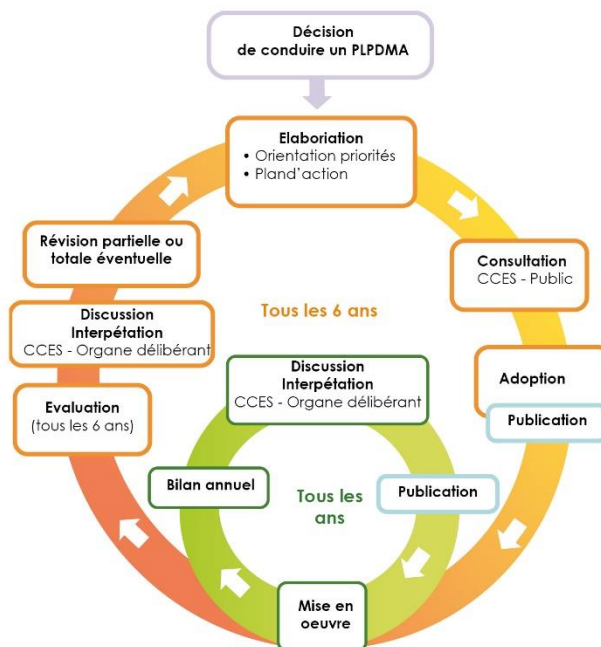 Décision
de conduire un PLPDMA
Elaboriation
• Orientation priorités
• Pland'action
Consultation
CCES - Public
Adoption
Publication
Révision partielle ou
totale éventuelle
Discussion
Interpétation
CCES - Organe délibérant
Evaluation
(tous les 6 ans)
Tous les 6 ans
Discussion
Interpétation
CCES - Organe délibérant
Bilan annuel
Tous les
ans
Publication
Mise en
oeuvre